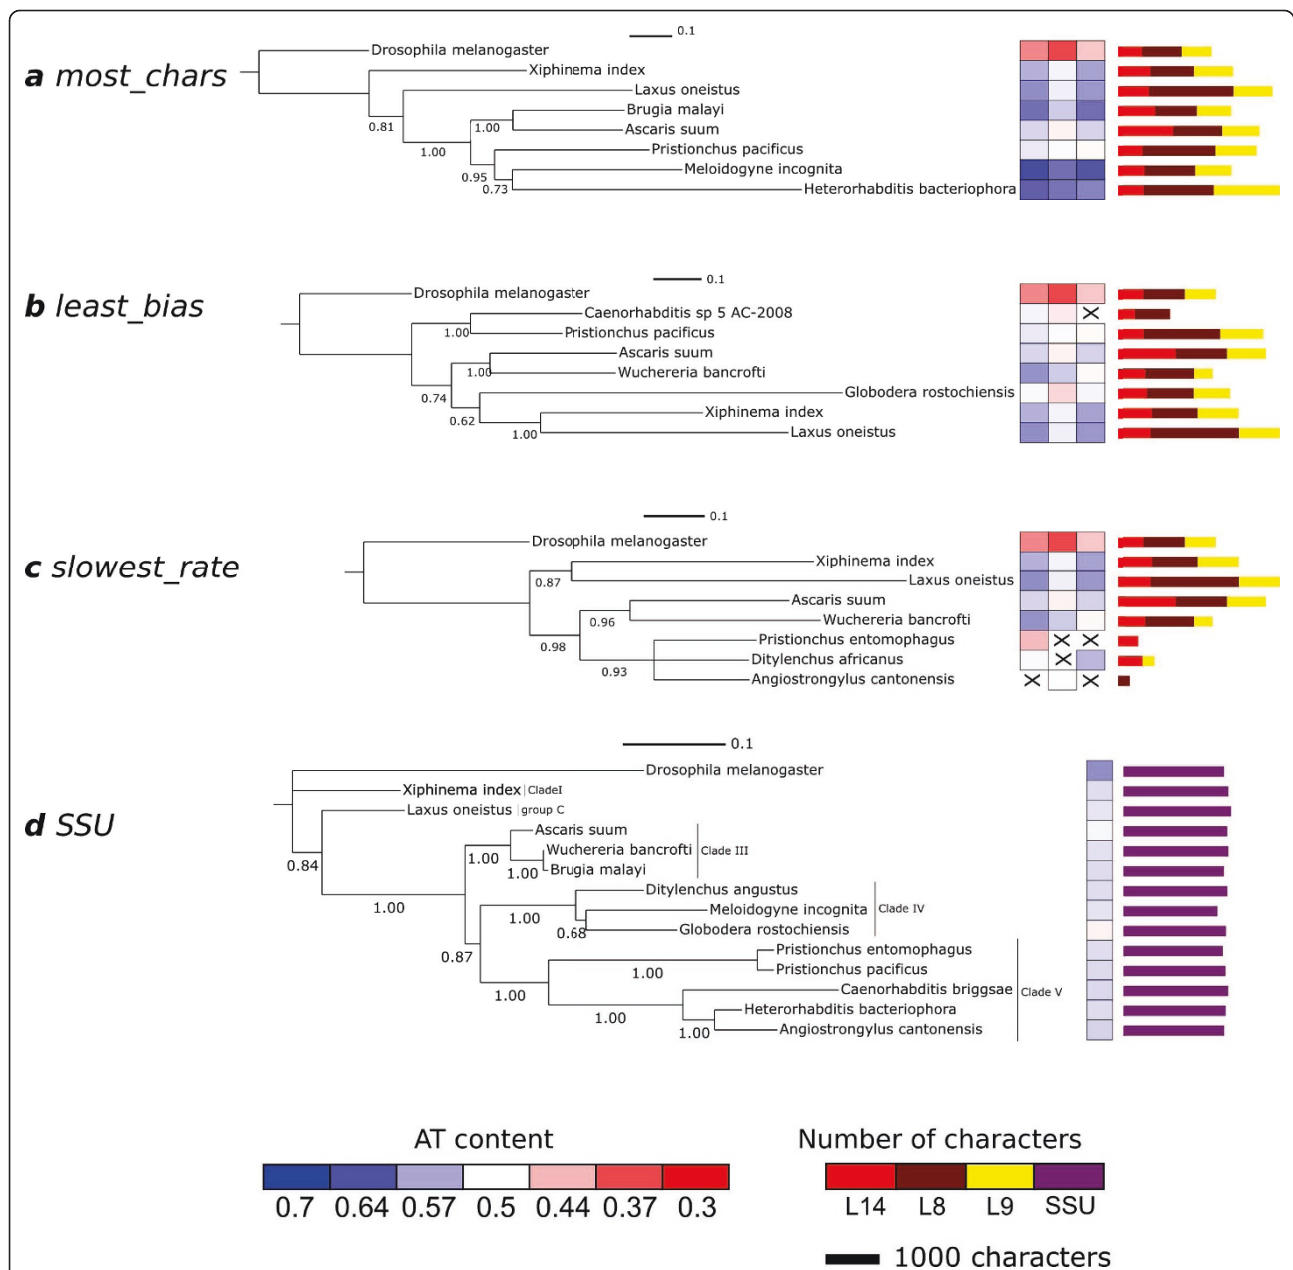 0.1
a most_chars
Drosophila melanogaster
Xiphinema index
Laxus oneistus
0.81
Brugia malayi
1.00
Ascaris suum
1.00
Pristionchus pacificus
0.95
Meloidogyne incognita
0.73
Heterorhabditis bacteriophora
0.1
b least_bias
Drosophila melanogaster
Caenorhabditis sp 5 AC-2008
X
1.00
Pristionchus pacificus
Ascaris suum
1.00
Wuchereria bancrofti
0.74
Globodera rostochiensis
0.62
Xiphinema index
1.00
Laxus oneistus
0.1
c slowest_rate
Drosophila melanogaster
Xiphinema index
0.87
Laxus oneistus
Ascaris suum
0.96
Wuchereria bancrofti
0.98
Pristionchus entomophagus
X X
0.93
Ditylenchus africanus
X
Angiostrongylus cantonensis
X X
0.1
d SSU
Drosophila melanogaster
Xiphinema index CladeI
Laxus oneistus group C
0.84
Ascaris suum
1.00
Wuchereria bancrofti Clade III
1.00
Brugia malayi
1.00
Ditylenchus angustus
1.00
Meloidogyne incognita Clade IV
0.68
Globodera rostochiensis
0.87
Pristionchus entomophagus
1.00
Pristionchus pacificus
1.00
Caenorhabditis briggsae Clade V
1.00
Heterorhabditis bacteriophora
1.00
Angiostrongylus cantonensis
AT content
0.7 0.64 0.57 0.5 0.44 0.37 0.3
Number of characters
L14 L8 L9 SSU
1000 characters